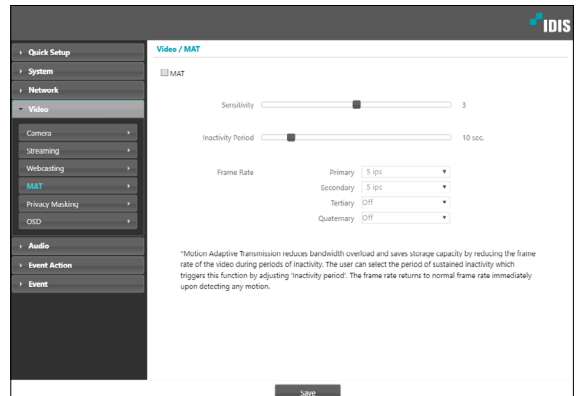 IDIS
Quick Setup
System
Network
Video
Camera
Streaming
Webcasting
MAT
Privacy Masking
OSD
Audio
Event Action
Event
Video / MAT
MAT
Sensitivity 3
Inactivity Period 10 sec.
Frame Rate Primary 5 ips
Secondary 5 ips
Tertiary Off
Quaternary Off
*Motion Adaptive Transmission reduces bandwidth overload and saves storage capacity by reducing the frame
rate of the video during periods of inactivity. The user can select the period of sustained inactivity which
triggers this function by adjusting 'Inactivity period'. The frame rate returns to normal frame rate immediately
upon detecting any motion.
Save